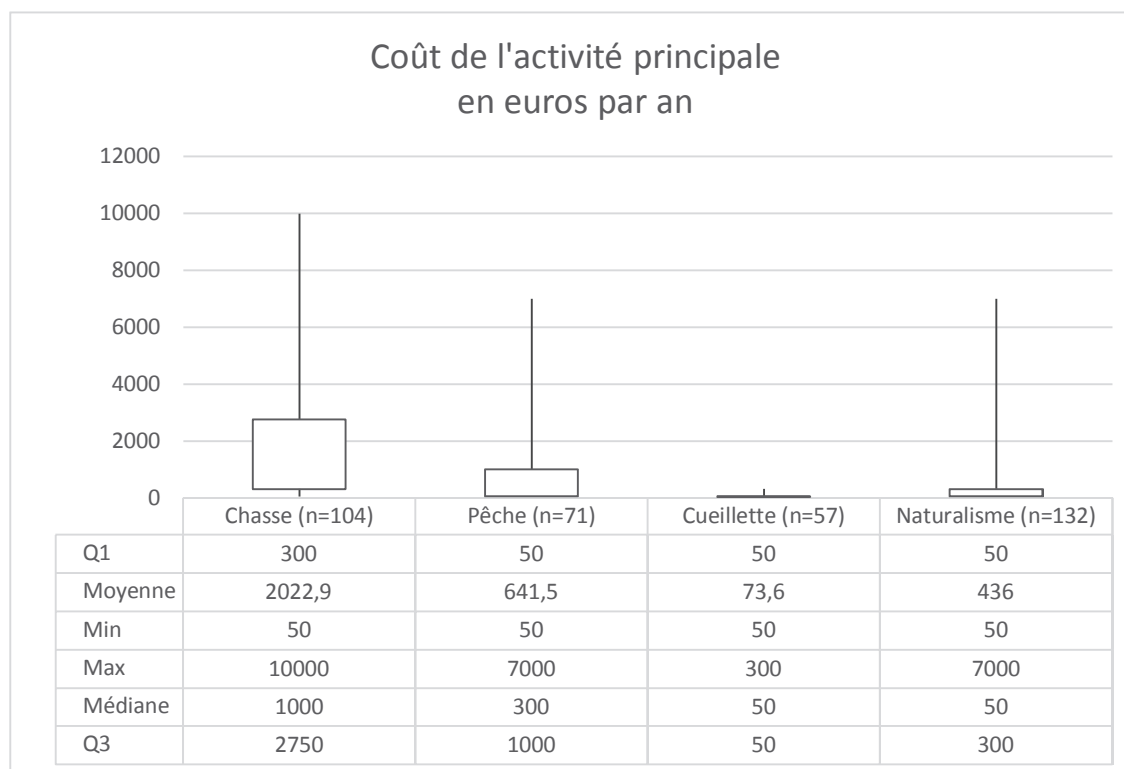 Coût de l'activité principale
en euros par an
12000
10000
8000
6000
4000
2000
0
Chasse (n=104) Pêche (n=71) Cueillette (n=57) Naturalisme (n=132)
Q1 300 50 50 50
Moyenne 2022,9 641,5 73,6 436
Min 50 50 50 50
Max 10000 7000 300 7000
Médiane 1000 300 50 50
Q3 2750 1000 50 300